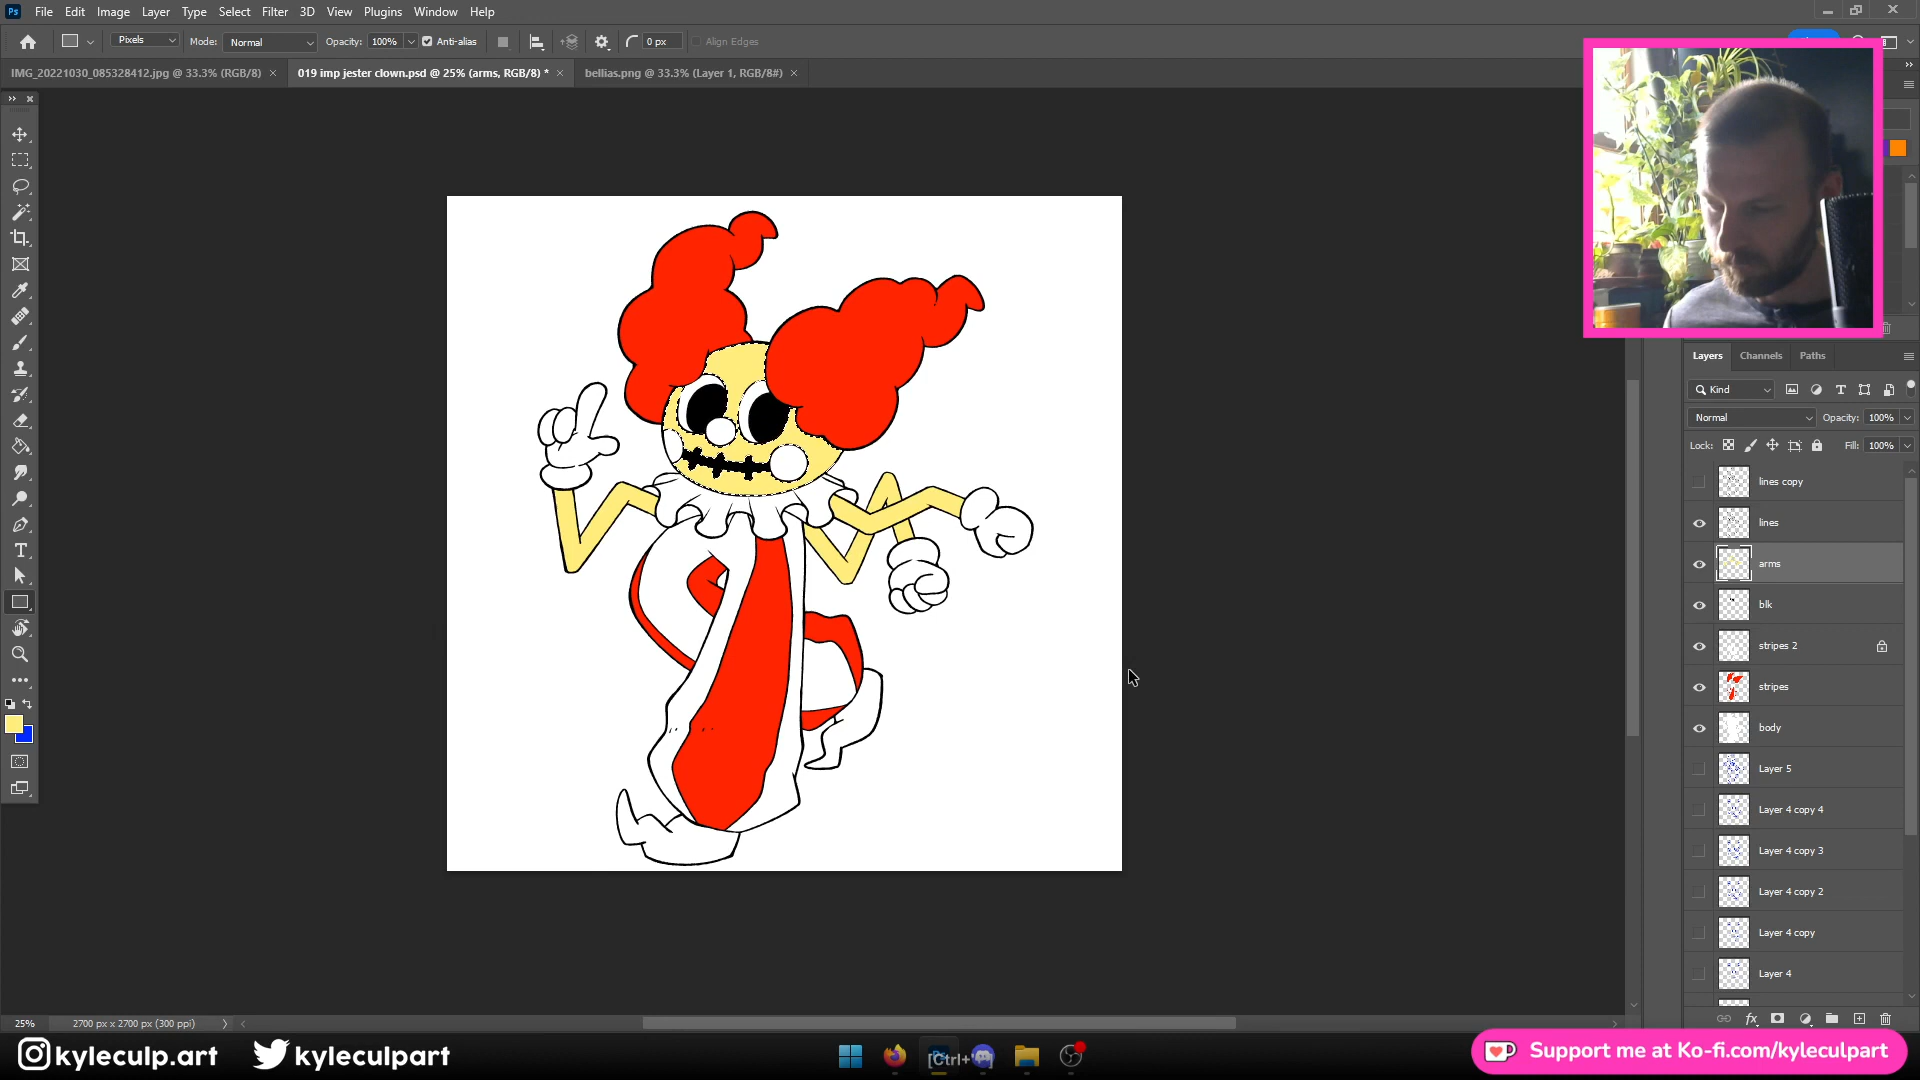 Ps File Edit Image Layer Type Select Filter 3D View Plugins Window Help
Pixels Mode: Normal Opacity: 100% Anti-alias 0 px Align Edges
IMG_20221030_085328412.jpg @ 33.3% (RGB/8) × 019 imp jester clown.psd @ 25% (arms, RGB/8) * × bellias.png @ 33.3% (Layer 1, RGB/8#) ×
Layers Channels Paths
Kind
Normal Opacity: 100%
Lock: Fill: 100%
lines copy
lines
arms
blk
stripes 2
stripes
body
Layer 5
Layer 4 copy 4
Layer 4 copy 3
Layer 4 copy 2
Layer 4 copy
Layer 4
25% 2700 px x 2700 px (300 ppi)
kyleculp.art kyleculpart
Support me at Ko-fi.com/kyleculpart